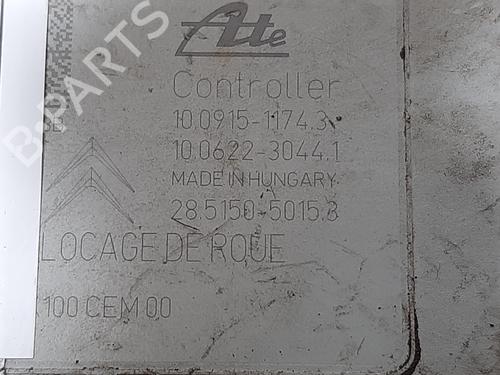 Ate
Controller
10.0915-1174.3
10.0622-3044.1
MADE IN HUNGARY
28.5150-5015.3
LOCAGE DE ROUE
100 CEM 00
B-PARTS